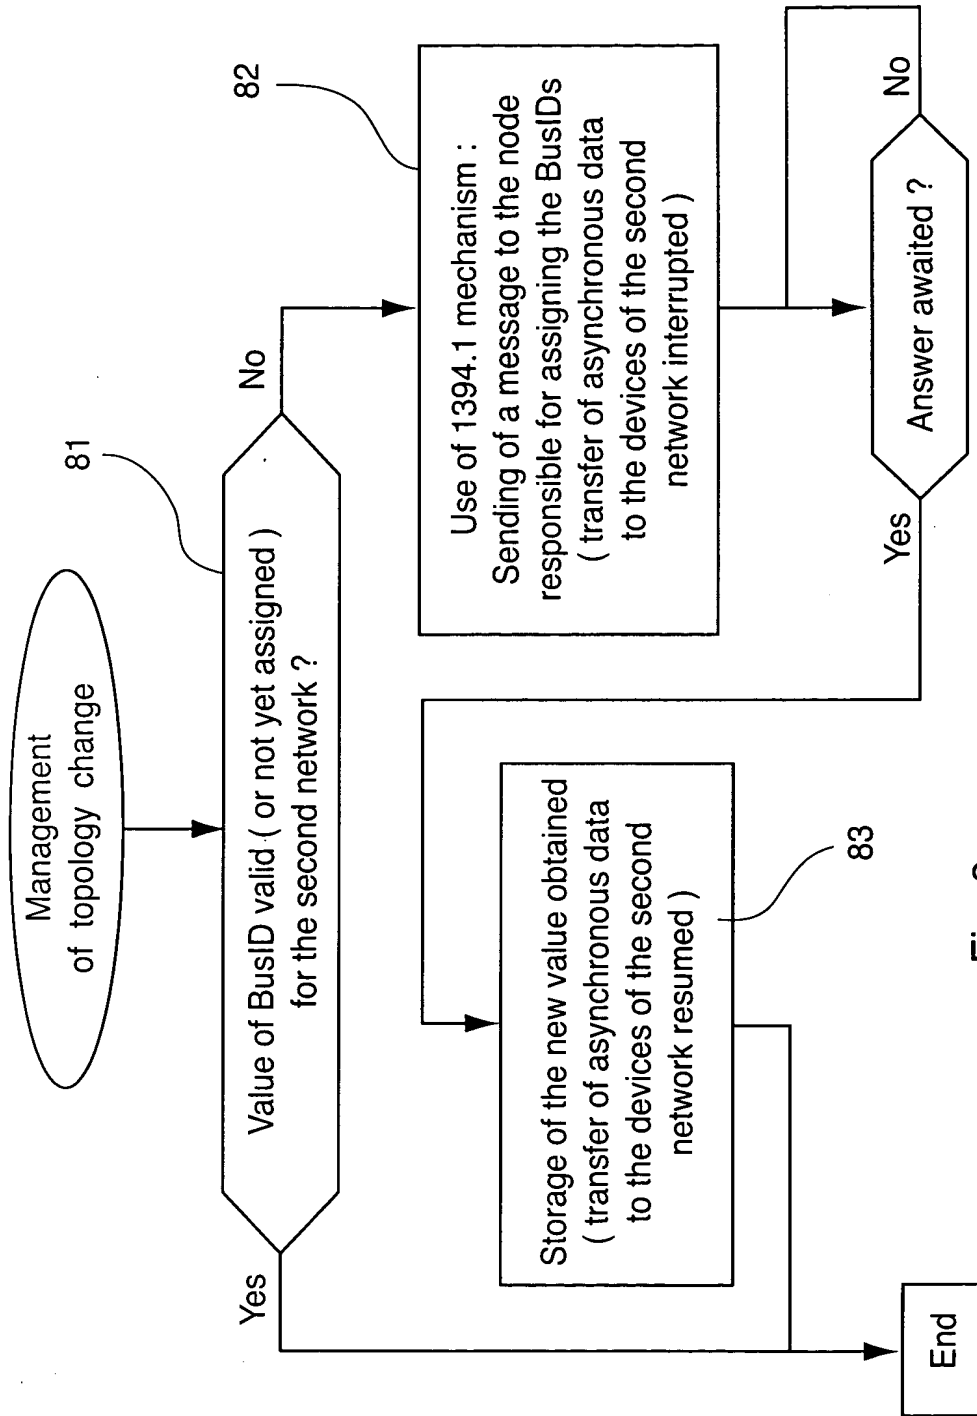 Management
of topology change
81
Value of BusID valid ( or not yet assigned )
for the second network ?
Yes
No
82
Use of 1394.1 mechanism :
Sending of a message to the node
responsible for assigning the BusIDs
( transfer of asynchronous data
to the devices of the second
network interrupted )
Answer awaited ?
Yes
No
Storage of the new value obtained
( transfer of asynchronous data
to the devices of the second
network resumed )
83
End